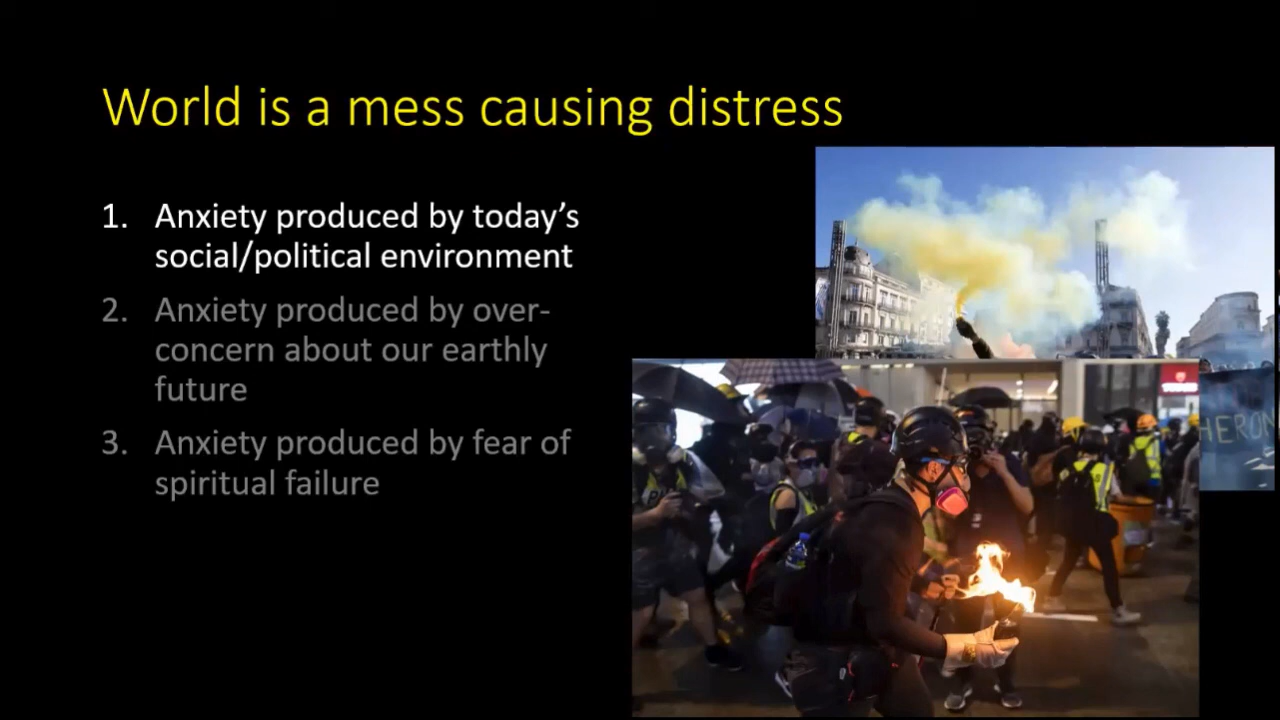 World is a mess causing distress
1. Anxiety produced by today’s
social/political environment
2. Anxiety produced by over-
concern about our earthly
future
3. Anxiety produced by fear of
spiritual failure